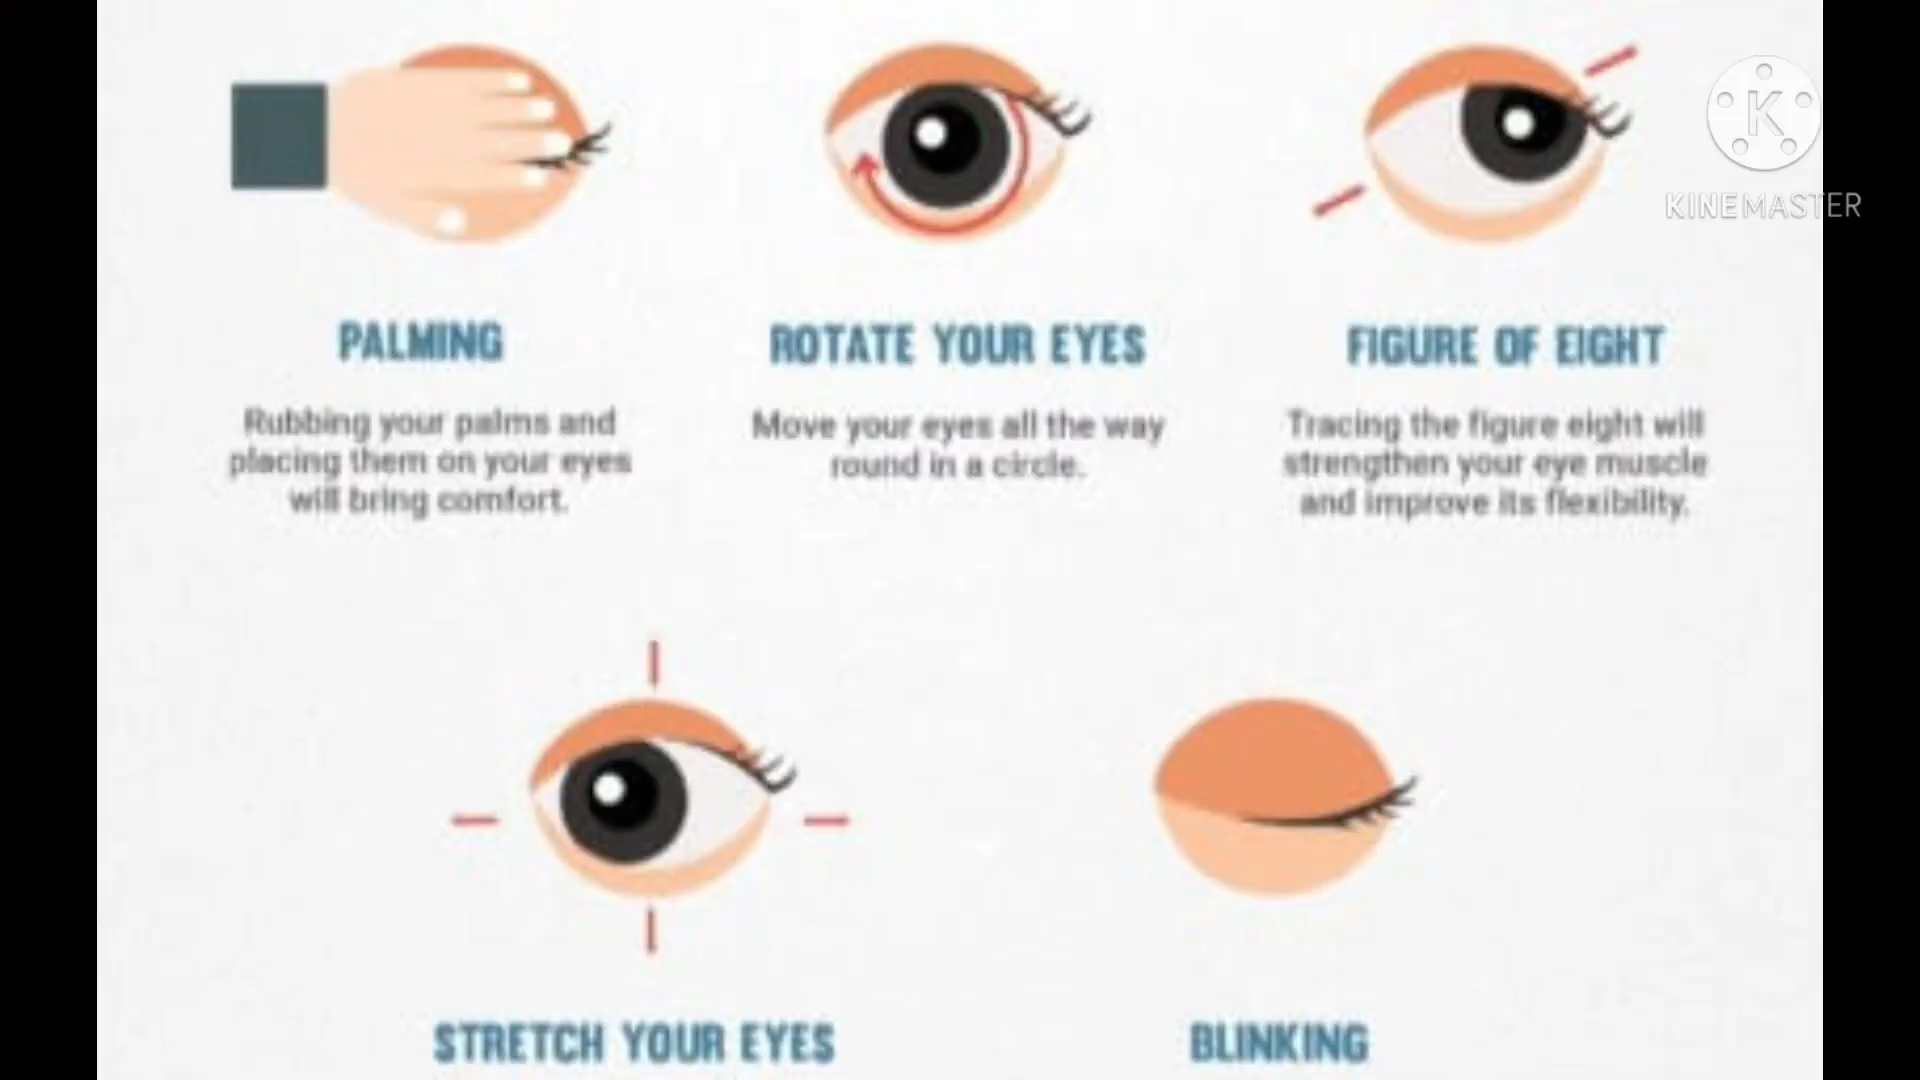 K
KINEMASTER
PALMING
Rubbing your palms and
placing them on your eyes
will bring comfort.
ROTATE YOUR EYES
Move your eyes all the way
round in a circle.
FIGURE OF EIGHT
Tracing the figure eight will
strengthen your eye muscle
and improve its flexibility.
STRETCH YOUR EYES
BLINKING